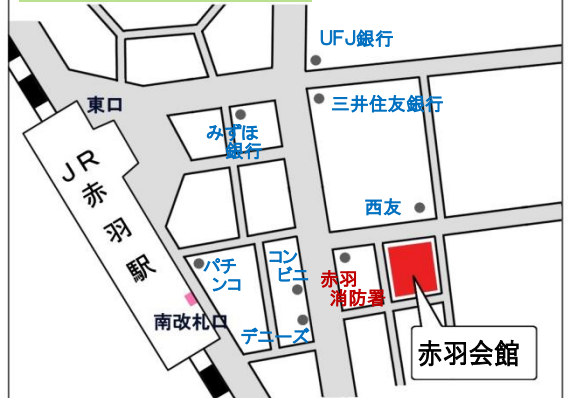 UFJ銀行
東口
三井住友銀行
みずほ
銀行
JR赤羽駅
西友
パチ
ンコ
コン
ビニ
赤羽
消防署
南改札口
デニーズ
赤羽会館